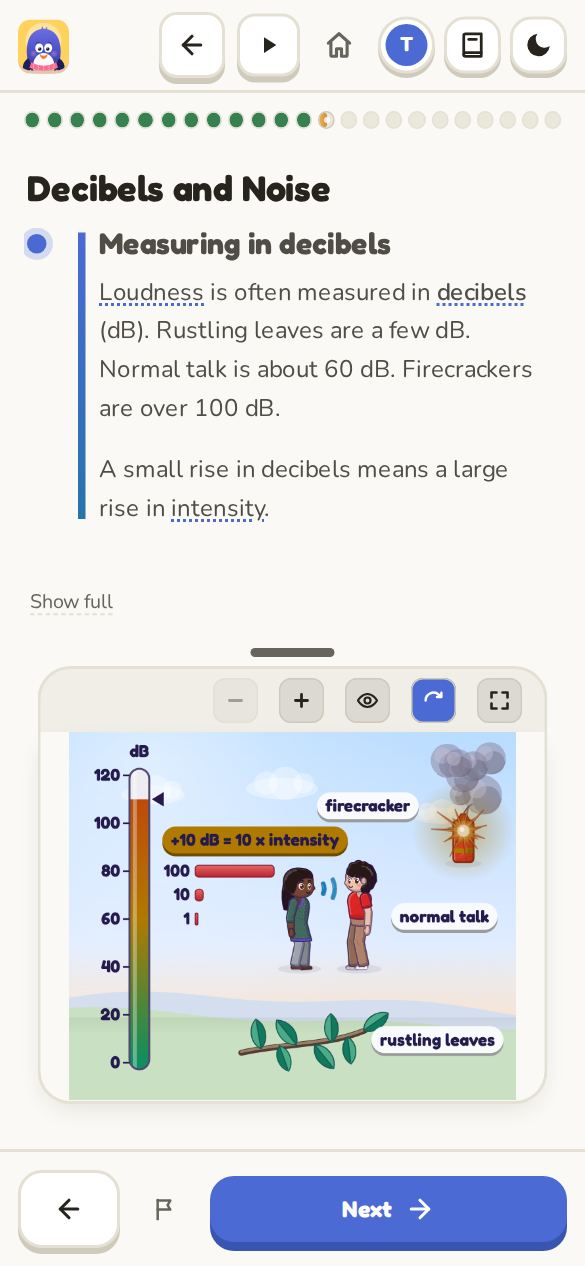 T
Decibels and Noise
Measuring in decibels
Loudness is often measured in decibels
(dB). Rustling leaves are a few dB.
Normal talk is about 60 dB. Firecrackers
are over 100 dB.
A small rise in decibels means a large
rise in intensity.
Show full
dB
120
100
80
60
40
20
0
firecracker
+10 dB = 10 x intensity
100
10
1
normal talk
rustling leaves
Next